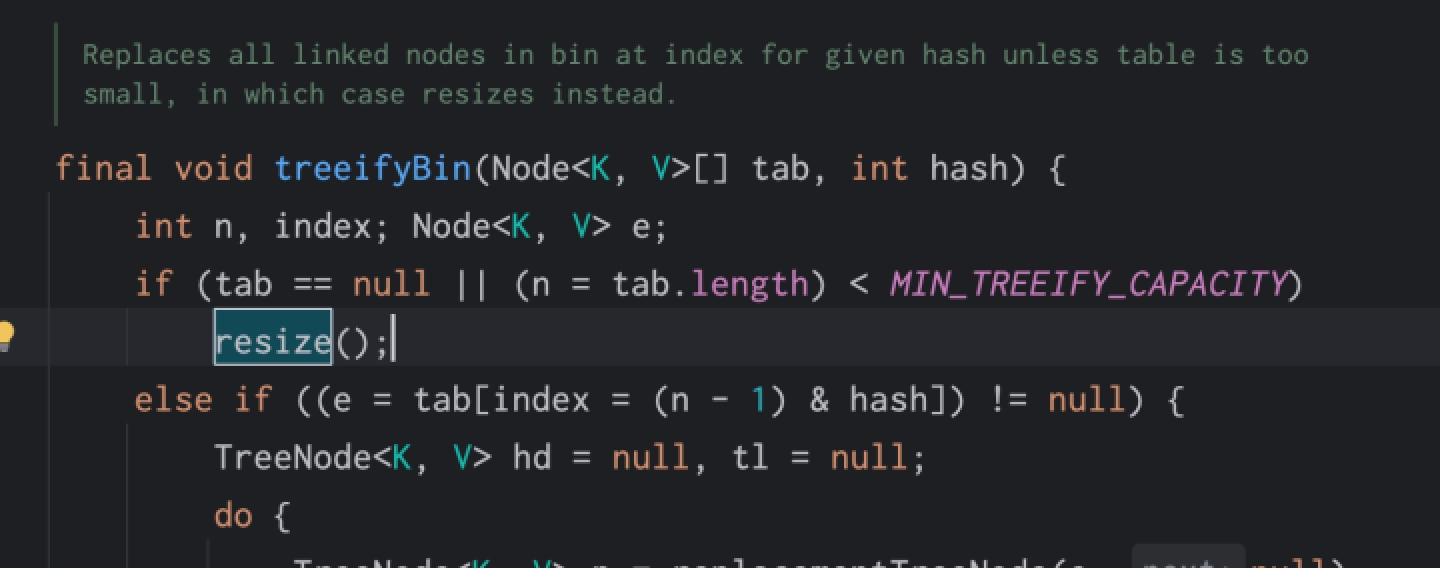 Replaces all linked nodes in bin at index for given hash unless table is too
small, in which case resizes instead.
final void treeifyBin(Node<K, V>[] tab, int hash) {
int n, index; Node<K, V> e;
if (tab == null || (n = tab.length) < MIN_TREEIFY_CAPACITY)
resize();
else if ((e = tab[index = (n - 1) & hash]) != null) {
TreeNode<K, V> hd = null, tl = null;
do {